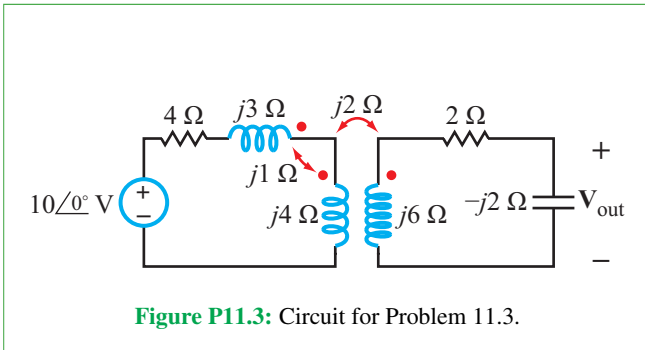 4 Ω
j3 Ω
j2 Ω
2 Ω
j1 Ω
+
10∠0° V
+
−
j4 Ω
j6 Ω
−j2 Ω
V_out
−
Figure P11.3: Circuit for Problem 11.3.